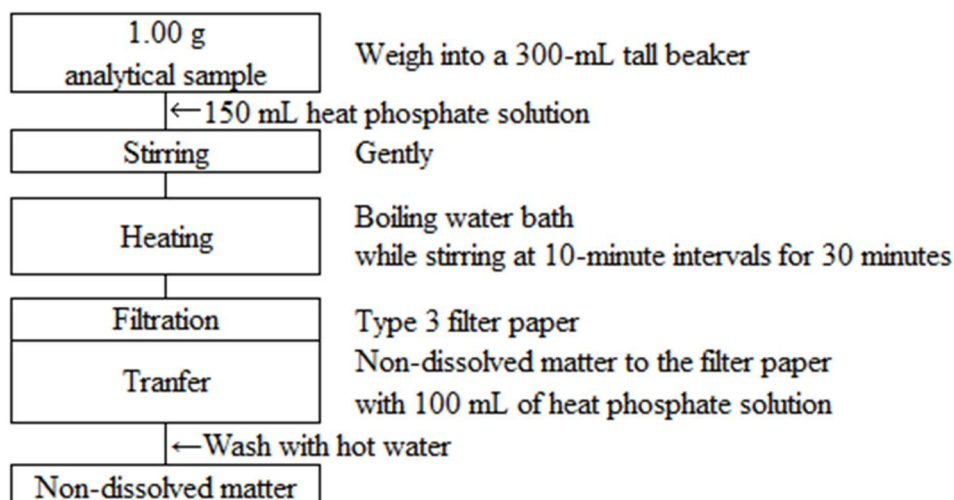 1.00 g
analytical sample
Weigh into a 300-mL tall beaker
←150 mL heat phosphate solution
Stirring
Gently
Heating
Boiling water bath
while stirring at 10-minute intervals for 30 minutes
Filtration
Type 3 filter paper
Tranfer
Non-dissolved matter to the filter paper
with 100 mL of heat phosphate solution
←Wash with hot water
Non-dissolved matter